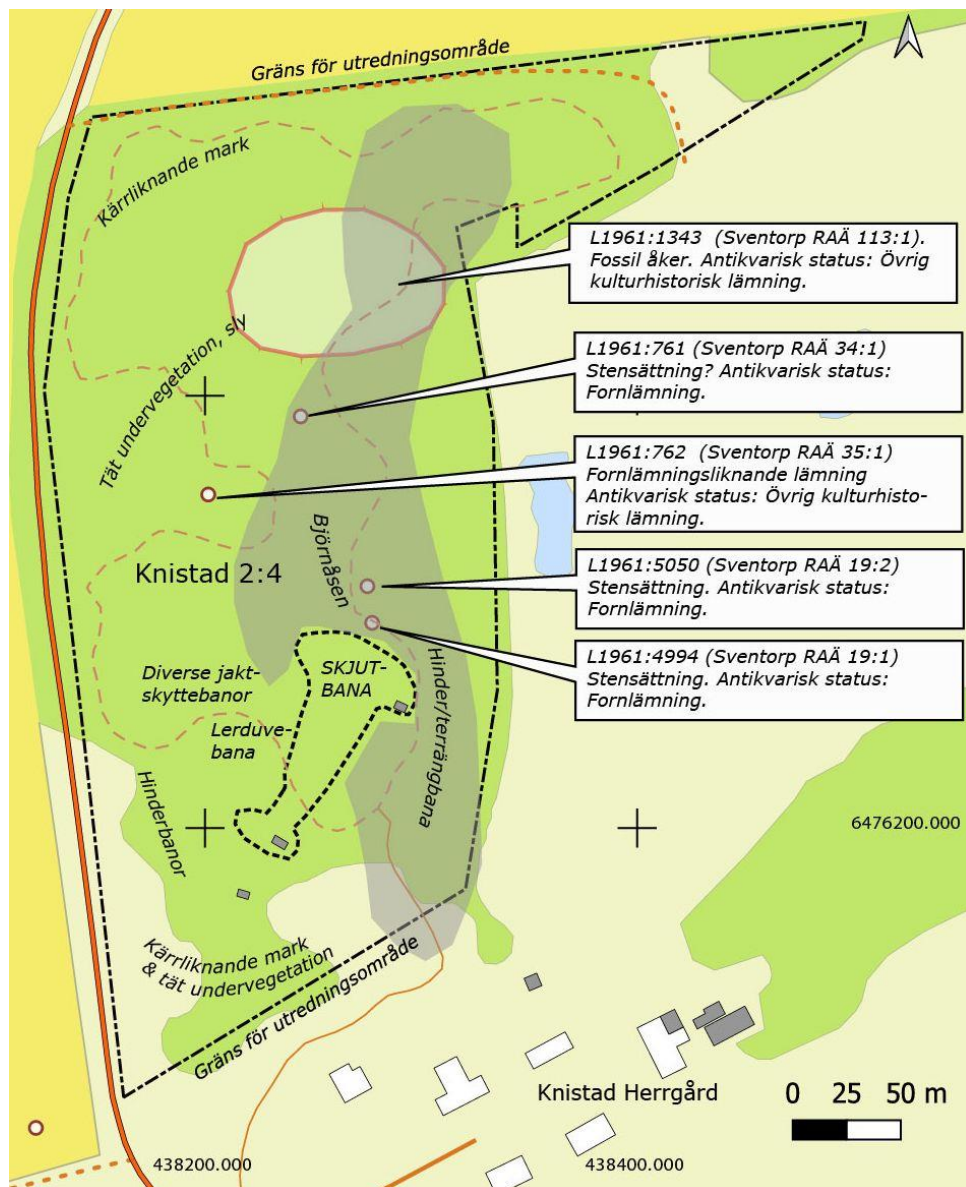 Gräns för utredningsområde
Kärrliknande mark
L1961:1343 (Sventorp RAÄ 113:1).
Fossil åker. Antikvarisk status: Övrig
kulturhistorisk lämning.
Tät undervegetation, sly
L1961:761 (Sventorp RAÄ 34:1)
Stensättning? Antikvarisk status:
Fornlämning.
L1961:762 (Sventorp RAÄ 35:1)
Fornlämningsliknande lämning
Antikvarisk status: Övrig kulturhisto-
risk lämning.
Björnåsen
Knistad 2:4
L1961:5050 (Sventorp RAÄ 19:2)
Stensättning. Antikvarisk status:
Fornlämning.
L1961:4994 (Sventorp RAÄ 19:1)
Stensättning. Antikvarisk status:
Fornlämning.
Diverse jakt-
skyttebanor
SKJUT-
BANA
Hinder/terrängbana
Lerduve-
bana
Hinderbanor
6476200.000
Kärrliknande mark
& tät undervegetation
Gräns för utredningsområde
Knistad Herrgård
0 25 50 m
438200.000
438400.000